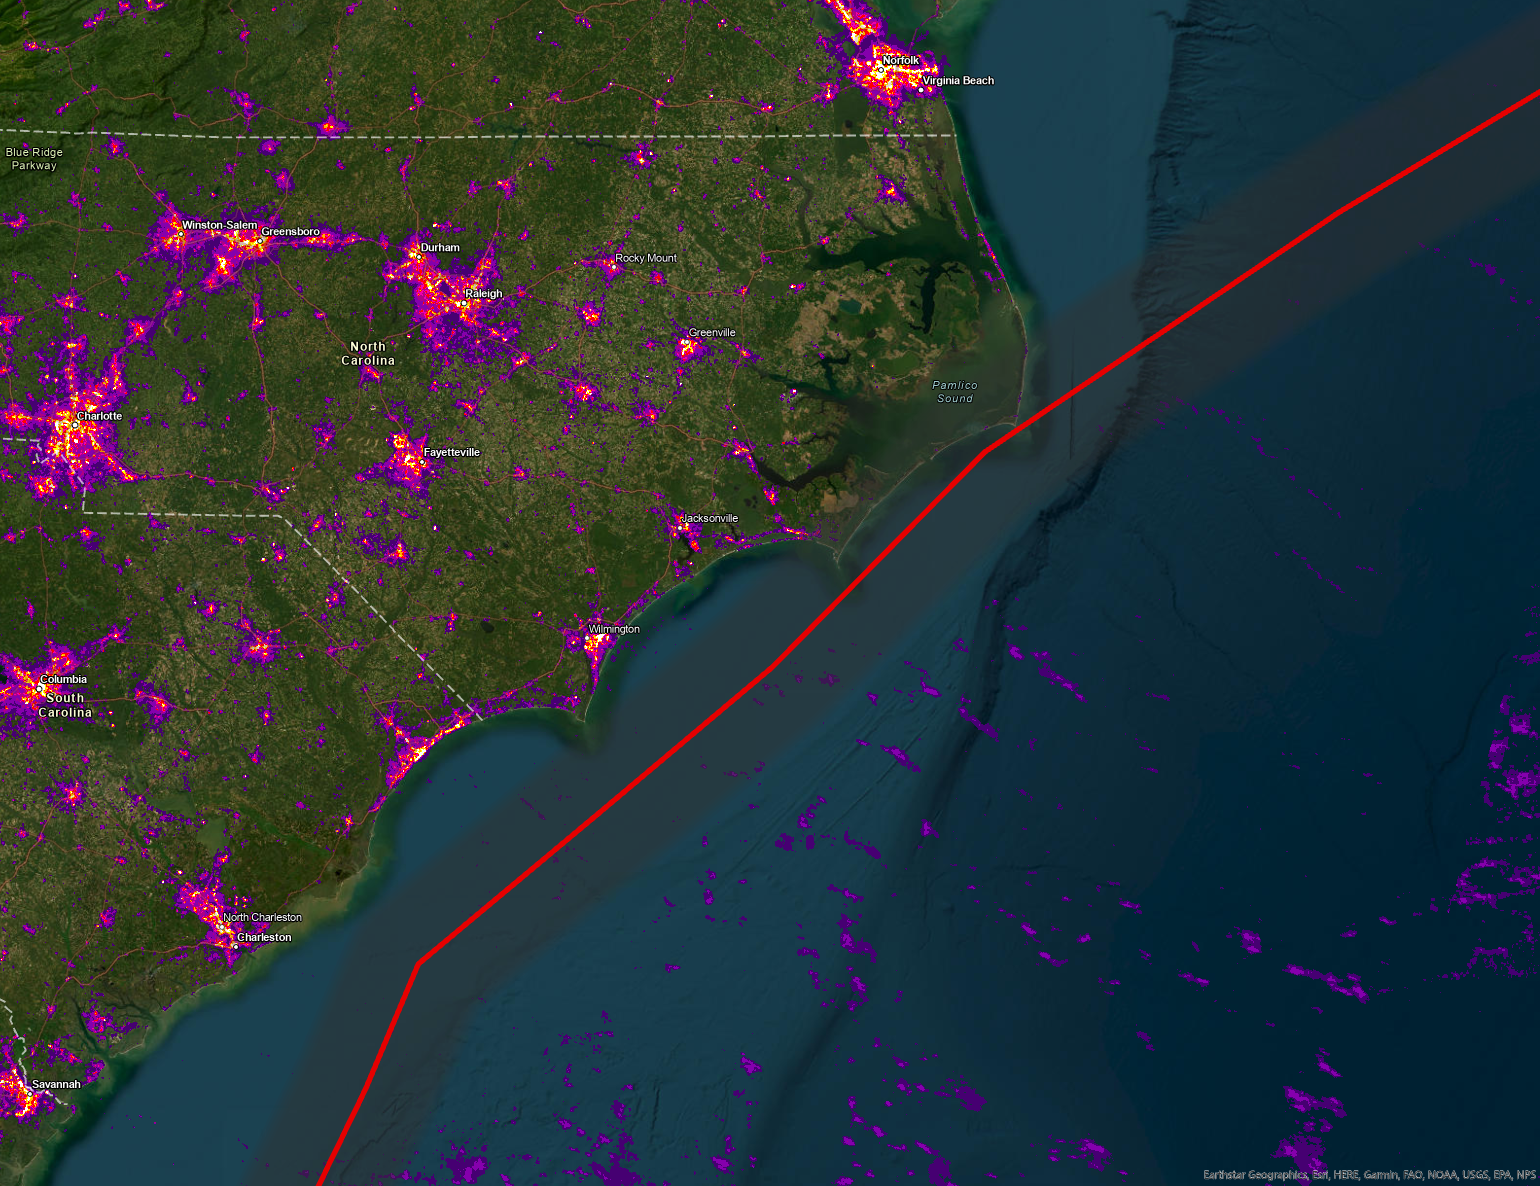 Norfolk
Virginia Beach
Blue Ridge
Parkway
Winston-Salem
Greensboro
Durham
Rocky Mount
Raleigh
Greenville
North
Carolina
Pamlico
Sound
Charlotte
Fayetteville
Jacksonville
Wilmington
Columbia
South
Carolina
North Charleston
Charleston
Savannah
Earthstar Geographics, Esri, HERE, Garmin, FAO, NOAA, USGS, EPA, NPS